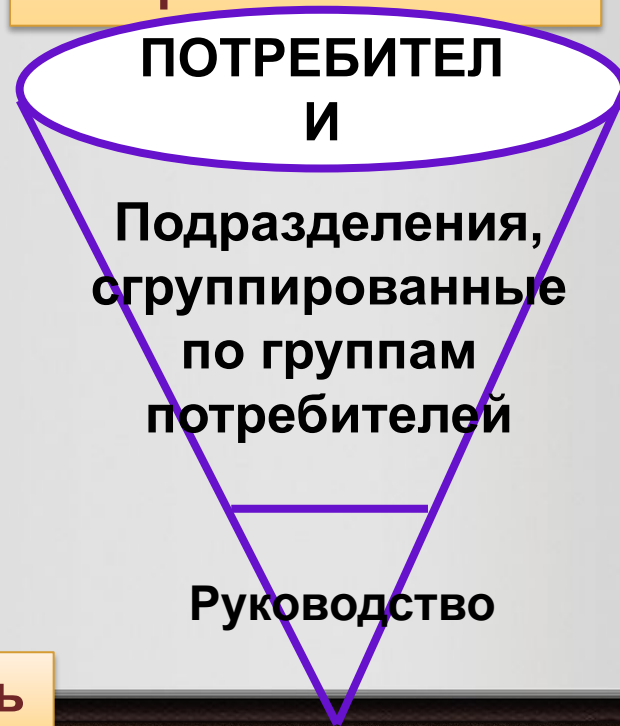 ПОТРЕБИТЕЛ
И
Подразделения,
сгруппированные
по группам
потребителей
Руководство
ь